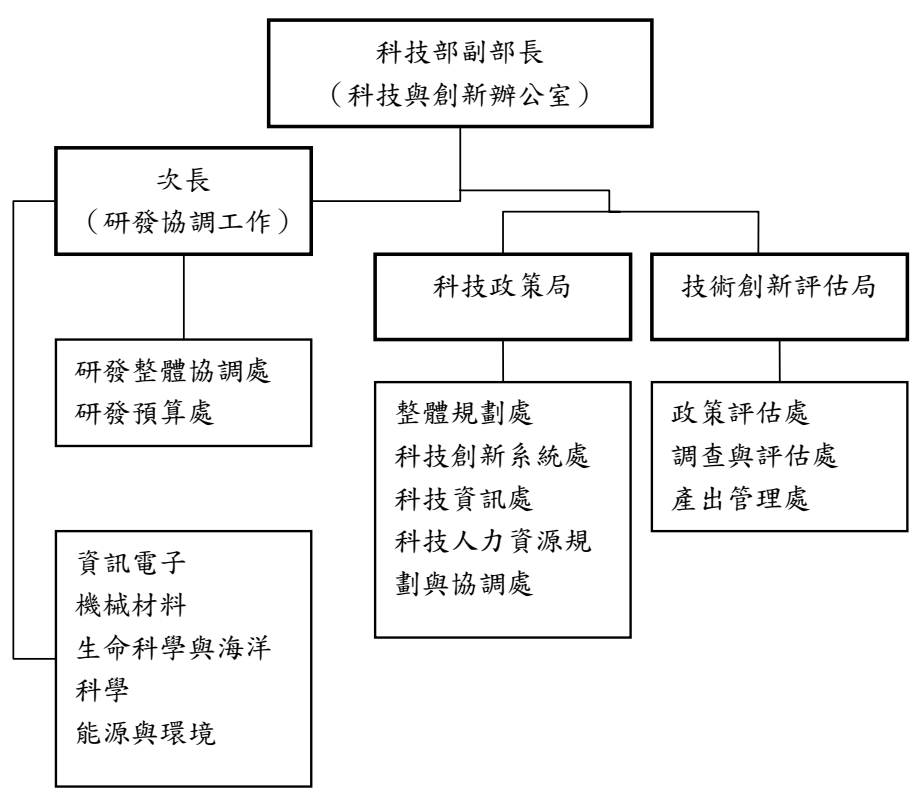 科技部副部長
（科技與創新辦公室）
次長
（研發協調工作）
科技政策局
技術創新評估局
研發整體協調處
研發預算處
整體規劃處
科技創新系統處
科技資訊處
科技人力資源規
劃與協調處
政策評估處
調查與評估處
產出管理處
資訊電子
機械材料
生命科學與海洋
科學
能源與環境